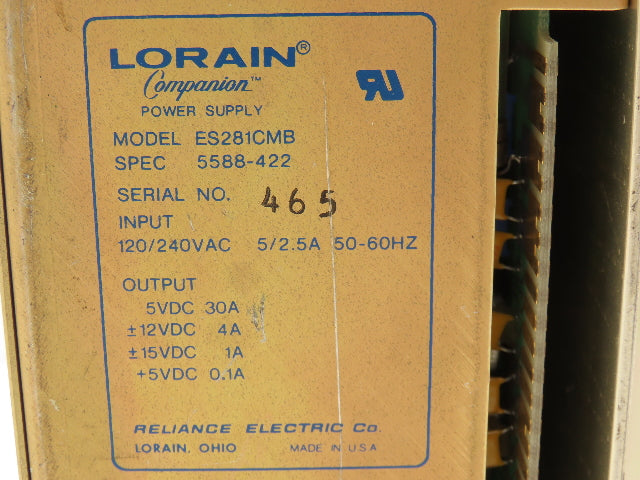 LORAIN®
Companion™
POWER SUPPLY
MODEL ES281CMB
SPEC 5588-422
SERIAL NO. 465
INPUT
120/240VAC 5/2.5A 50-60HZ
OUTPUT
5VDC 30A
±12VDC 4A
±15VDC 1A
+5VDC 0.1A
RELIANCE ELECTRIC Co.
LORAIN, OHIO MADE IN U.S.A